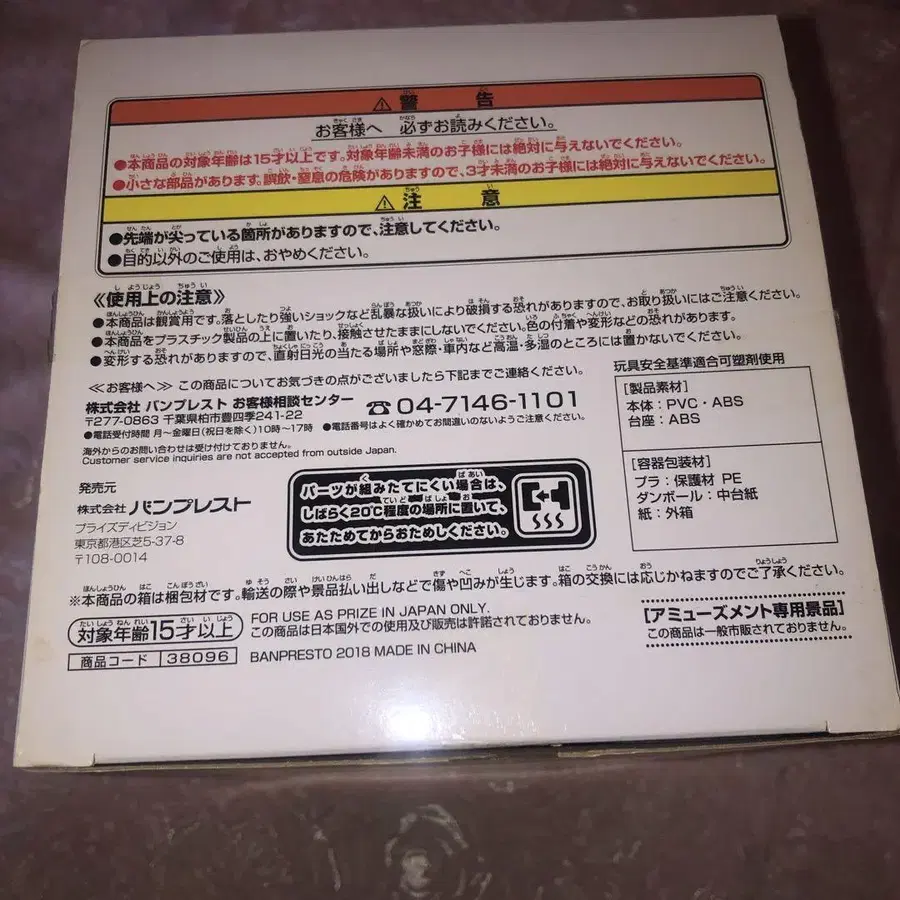 ⚠警告
お客様へ 必ずお読みください。
●本商品の対象年齢は15才以上です。対象年齢未満のお子様には絶対に与えないでください。
●小さな部品があります。誤飲・窒息の危険がありますので、3才未満のお子様には絶対に与えないでください。
⚠注意
●先端が尖っている箇所がありますので、注意してください。
●目的以外のご使用は、おやめください。
《使用上の注意》
●本商品は観賞用です。落としたり強いショックなど乱暴な扱いにより破損する恐れがありますので、お取り扱いにはご注意ください。
●本商品をプラスチック製品の上に置いたり、接触させたままにしないでください。色の付着や変形などの恐れがあります。
●変形する恐れがありますので、直射日光の当たる場所や窓際・車内など高温・多湿のところには置かないでください。
≪お客様へ≫ この商品についてお気づきの点がございましたら下記までご連絡ください。
株式会社 バンプレスト お客様相談センター
〒277-0863 千葉県柏市豊四季241-22
☎04-7146-1101
●電話受付時間 月〜金曜日(祝日を除く)10時〜17時 ●電話番号はよく確かめてお間違いのないようご注意ください。
海外からのお問い合わせは受け付けておりません。
Customer service inquiries are not accepted from outside Japan.
玩具安全基準適合可塑剤使用
[製品素材]
本体:PVC・ABS
台座:ABS
[容器包装材]
プラ:保護材 PE
ダンボール:中台紙
紙:外箱
発売元
株式会社 バンプレスト
プライズディビジョン
東京都港区芝5-37-8
〒108-0014
パーツが組みたてにくい場合は、
しばらく20℃程度の場所に置いて、
あたためてからおためしください。
※本商品の箱は梱包材です。輸送の際や景品払い出しなどで傷や凹みが生じます。箱の交換には応じかねますのでご了承ください。
対象年齢15才以上
商品コード 38096
FOR USE AS PRIZE IN JAPAN ONLY.
この商品は日本国外での使用及び販売は許諾されておりません。
BANPRESTO 2018 MADE IN CHINA
[アミューズメント専用景品]
この商品は一般市販されておりません。